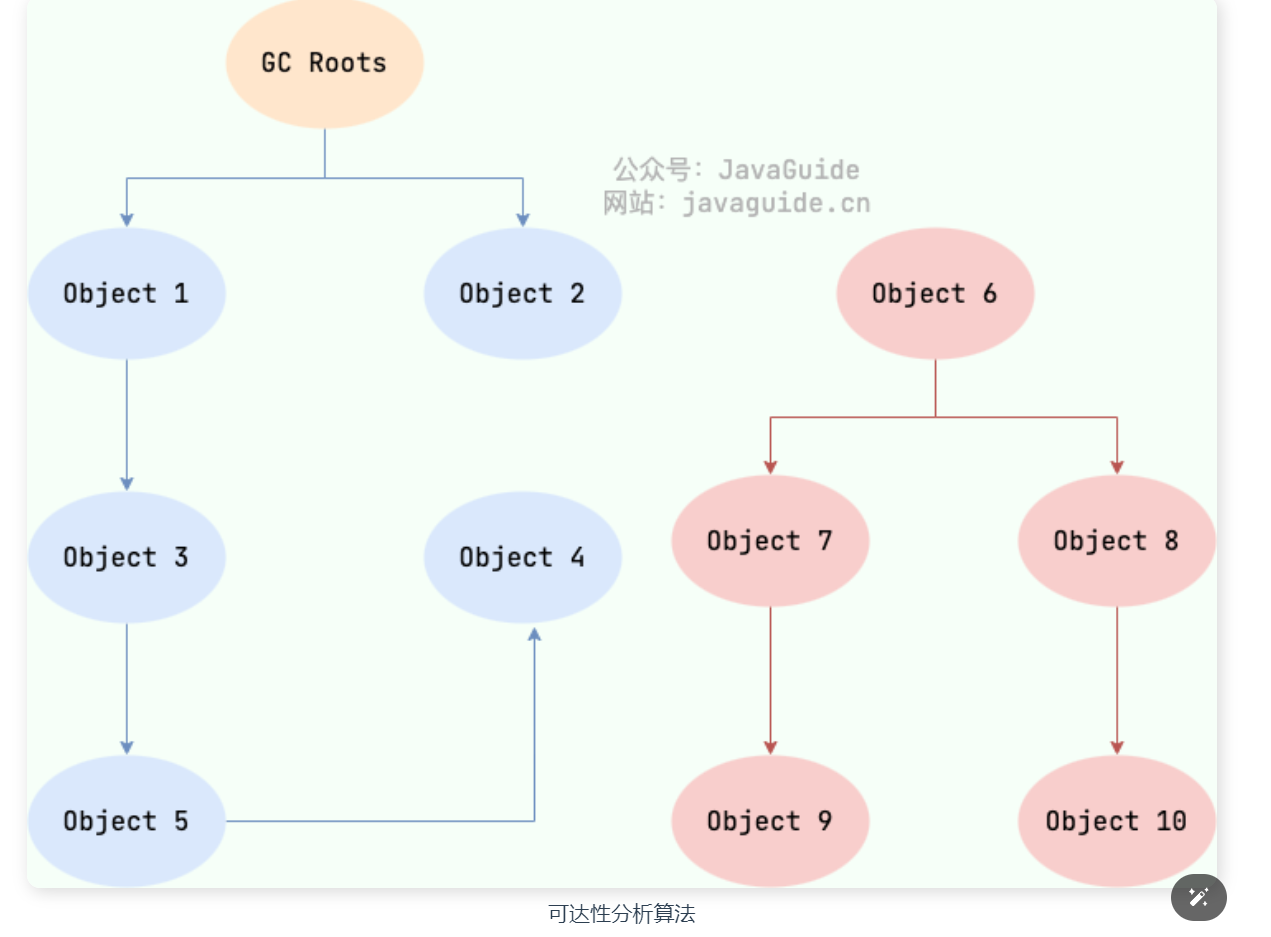 GC Roots
公众号：JavaGuide
网站：javaguide.cn
Object 1
Object 2
Object 6
Object 3
Object 4
Object 7
Object 8
Object 5
Object 9
Object 10
可达性分析算法